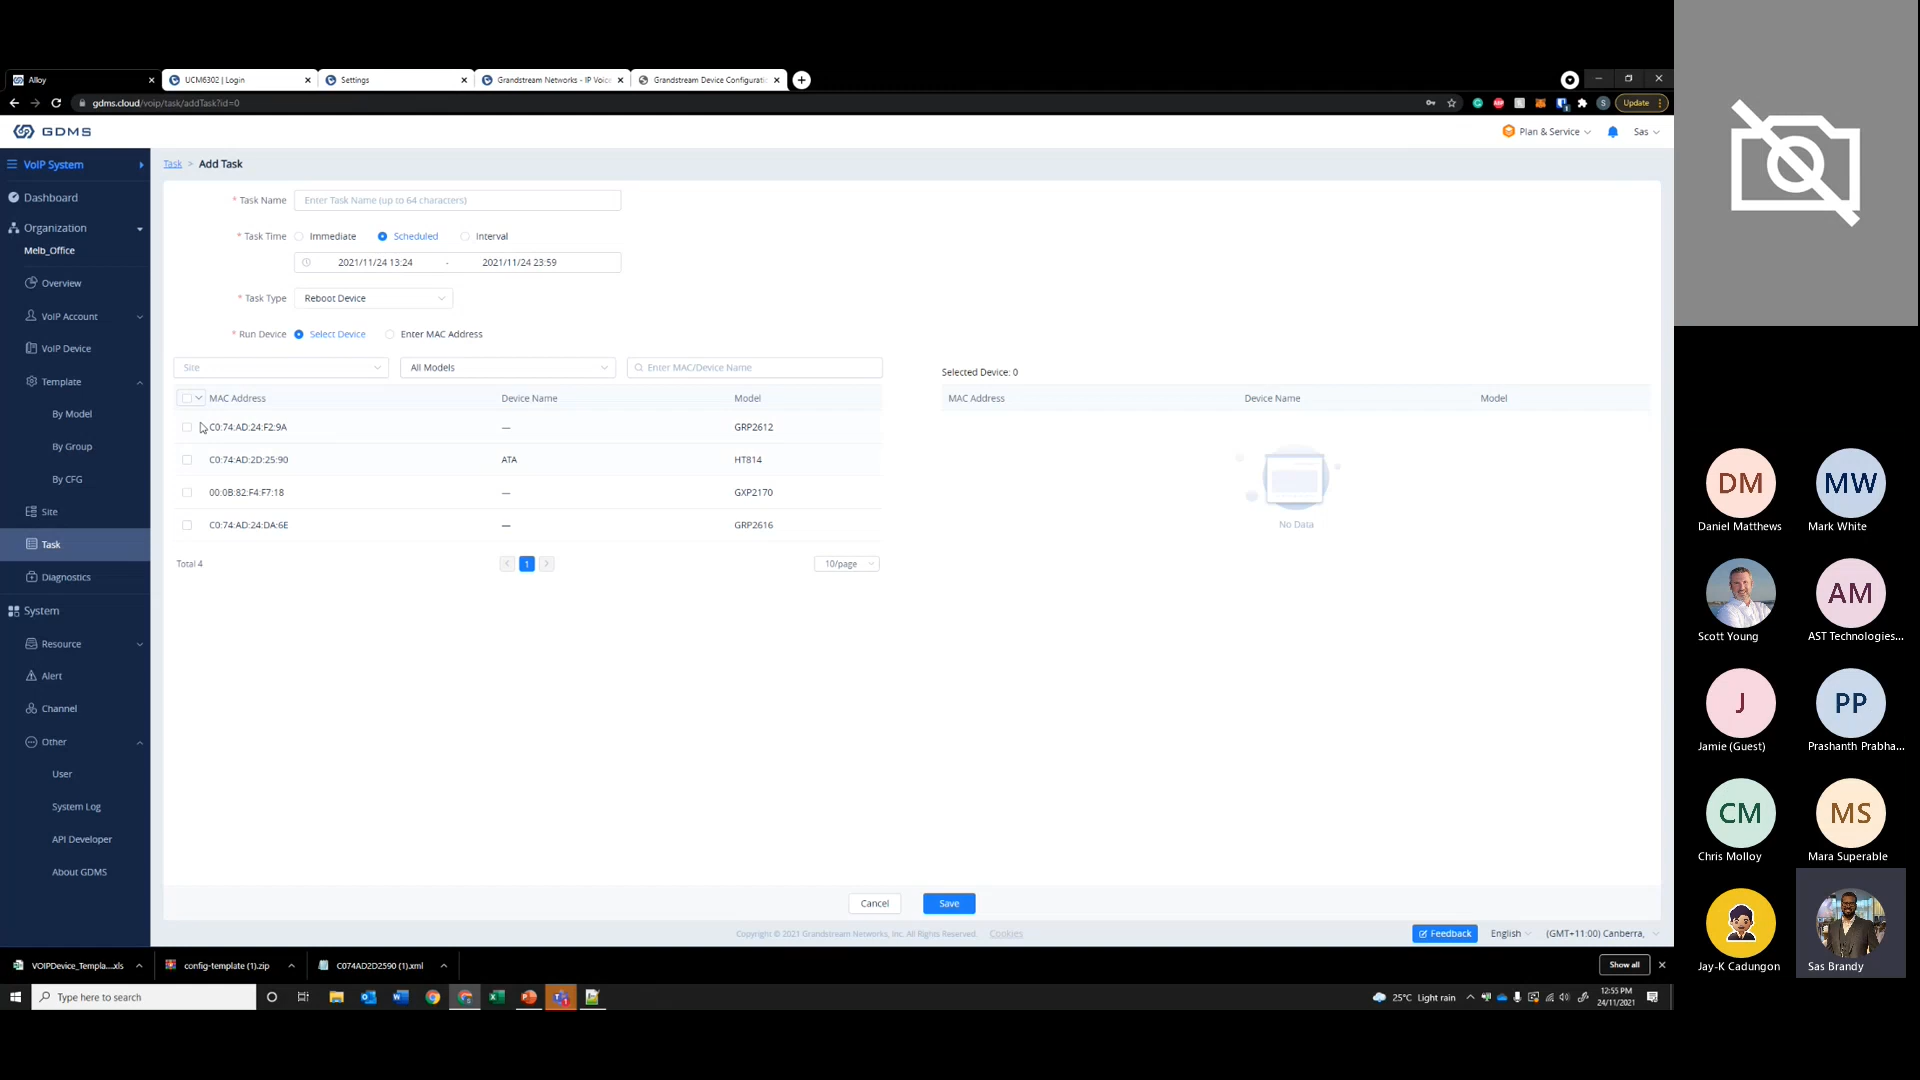 Alloy
UCM6302 | Login
Settings
Grandstream Networks - IP Voice
Grandstream Device Configuratio
gdms.cloud/voip/task/addTask?id=0
Update
GDMS
Plan & Service
Sas
VoIP System
Task > Add Task
Dashboard
Organization
Melb_Office
Overview
VoIP Account
VoIP Device
Template
By Model
By Group
By CFG
Site
Task
Diagnostics
System
Resource
Alert
Channel
Other
User
System Log
API Developer
About GDMS
* Task Name Enter Task Name (up to 64 characters)
* Task Time Immediate Scheduled Interval
2021/11/24 13:24 - 2021/11/24 23:59
* Task Type Reboot Device
* Run Device Select Device Enter MAC Address
Site All Models Enter MAC/Device Name
MAC Address Device Name Model
C0:74:AD:24:F2:9A — GRP2612
C0:74:AD:2D:25:90 ATA HT814
00:0B:82:F4:F7:18 — GXP2170
C0:74:AD:24:DA:6E — GRP2616
Total 4 < 1 > 10/page
Selected Device: 0
MAC Address Device Name Model
No Data
Cancel Save
Copyright © 2021 Grandstream Networks, Inc. All Rights Reserved. Cookies
Feedback English (GMT+11:00) Canberra,
VOIPDevice_Templa....xls
config-template (1).zip
C074AD2D2590 (1).xml
Show all
Type here to search
25°C Light rain
12:55 PM
24/11/2021
DM
Daniel Matthews
MW
Mark White
Scott Young
AM
AST Technologies...
J
Jamie (Guest)
PP
Prashanth Prabha...
CM
Chris Molloy
MS
Mara Superable
Jay-K Cadungon
Sas Brandy